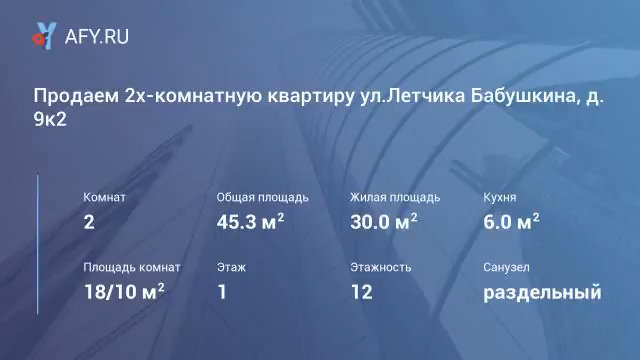 AFY.RU
Продаем 2х-комнатную квартиру ул.Летчика Бабушкина, д.
9к2
Комнат Общая площадь Жилая площадь Кухня
2 45.3 м² 30.0 м² 6.0 м²
Площадь комнат Этаж Этажность Санузел
18/10 м² 1 12 раздельный